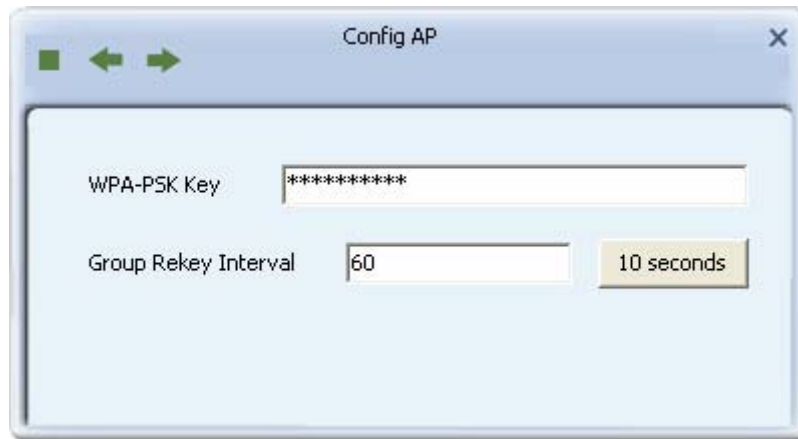 Config AP
WPA-PSK Key **********
Group Rekey Interval 60 10 seconds